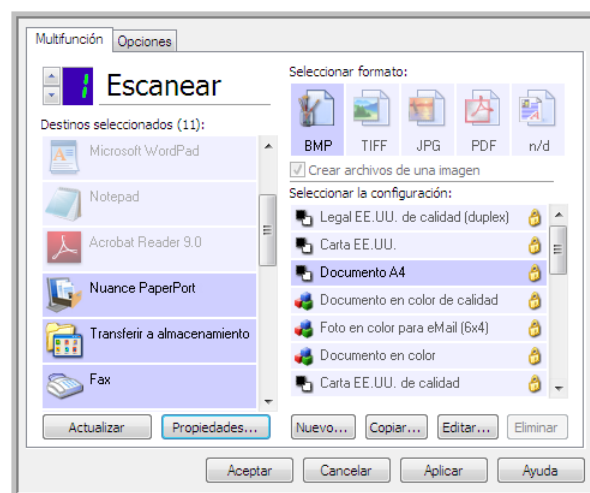 Multifunción
Opciones
1
Escanear
Destinos seleccionados (11):
Microsoft WordPad
Notepad
Acrobat Reader 9.0
Nuance PaperPort
Transferir a almacenamiento
Fax
Actualizar
Propiedades...
Seleccionar formato:
BMP
TIFF
JPG
PDF
n/d
Crear archivos de una imagen
Seleccionar la configuración:
Legal EE.UU. de calidad (duplex)
Carta EE.UU.
Documento A4
Documento en color de calidad
Foto en color para eMail (6x4)
Documento en color
Carta EE.UU. de calidad
Nuevo...
Copiar...
Editar...
Eliminar
Aceptar
Cancelar
Aplicar
Ayuda